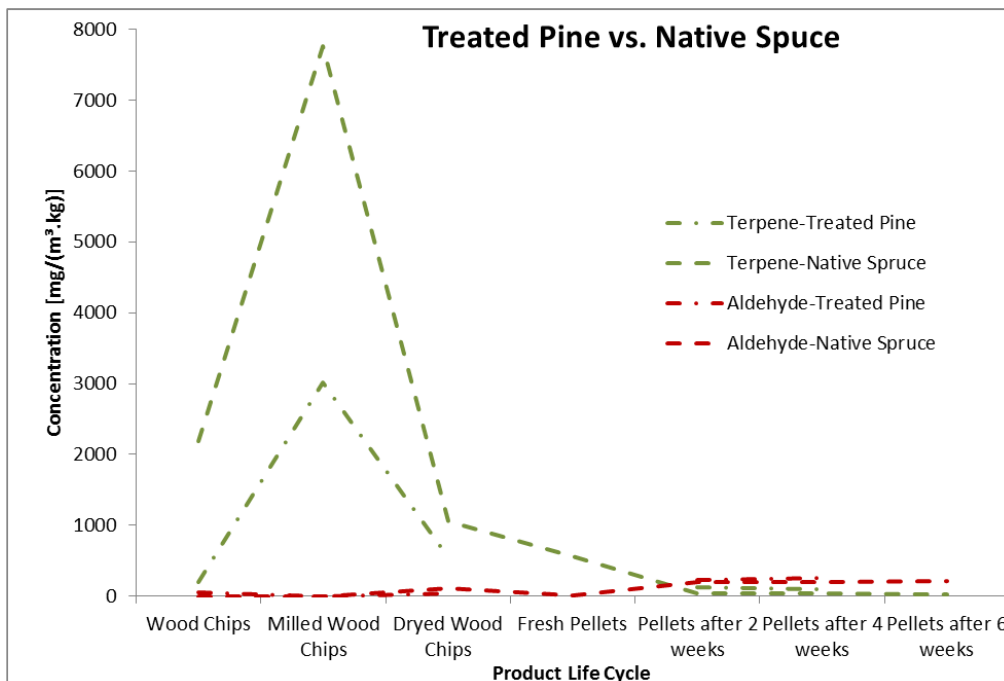 Treated Pine vs. Native Spuce
Concentration [mg/(m³.kg)]
8000
7000
6000
5000
4000
3000
2000
1000
0
Terpene-Treated Pine
Terpene-Native Spruce
Aldehyde-Treated Pine
Aldehyde-Native Spruce
Wood Chips
Milled Wood
Chips
Dryed Wood
Chips
Fresh Pellets
Pellets after 2
weeks
Pellets after 4
weeks
Pellets after 6
weeks
Product Life Cycle